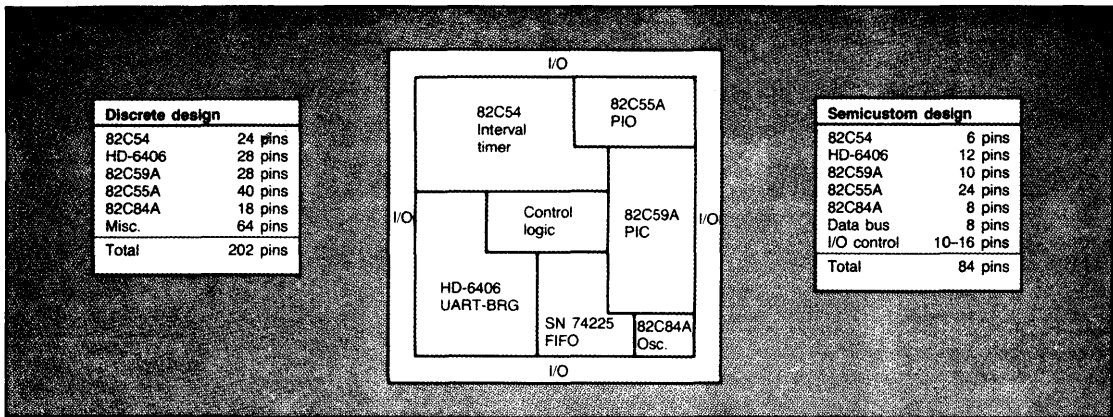 Discrete design
82C54 24 pins
HD-6406 28 pins
82C59A 28 pins
82C55A 40 pins
82C84A 18 pins
Misc. 64 pins
Total 202 pins
I/O
82C54
Interval
timer
82C55A
PIO
I/O
Control
logic
82C59A
PIC
I/O
HD-6406
UART-BRG
SN 74225
FIFO
82C84A
Osc.
I/O
Semicustom design
82C54 6 pins
HD-6406 12 pins
82C59A 10 pins
82C55A 24 pins
82C84A 8 pins
Data bus 8 pins
I/O control 10–16 pins
Total 84 pins